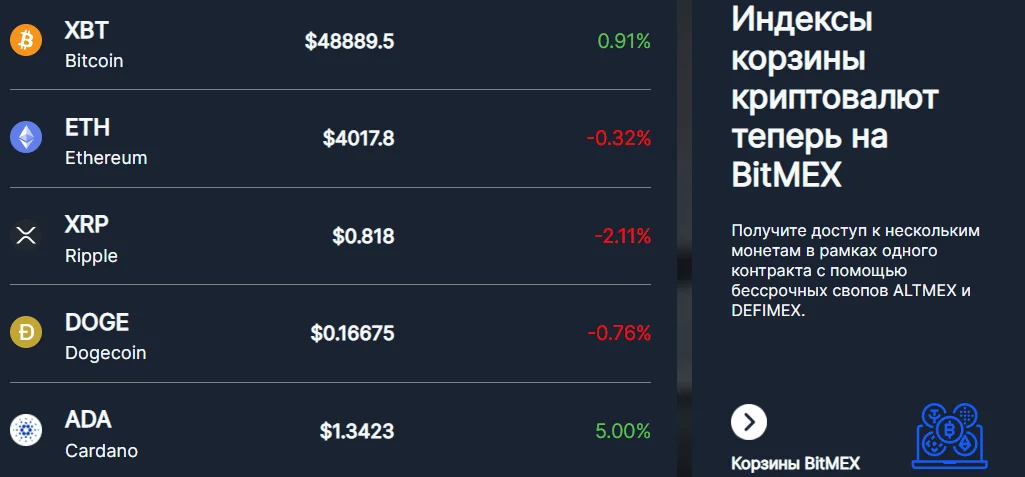 XBT
$48889.5
0.91%
Bitcoin
ETH
$4017.8
-0.32%
Ethereum
XRP
$0.818
-2.11%
Ripple
DOGE
$0.16675
-0.76%
Dogecoin
ADA
$1.3423
5.00%
Cardano
Индексы
корзины
криптовалют
теперь на
BitMEX
Получите доступ к нескольким
монетам в рамках одного
контракта с помощью
бессрочных свопов ALTMEX и
DEFIMEX.
Корзины BitMEX